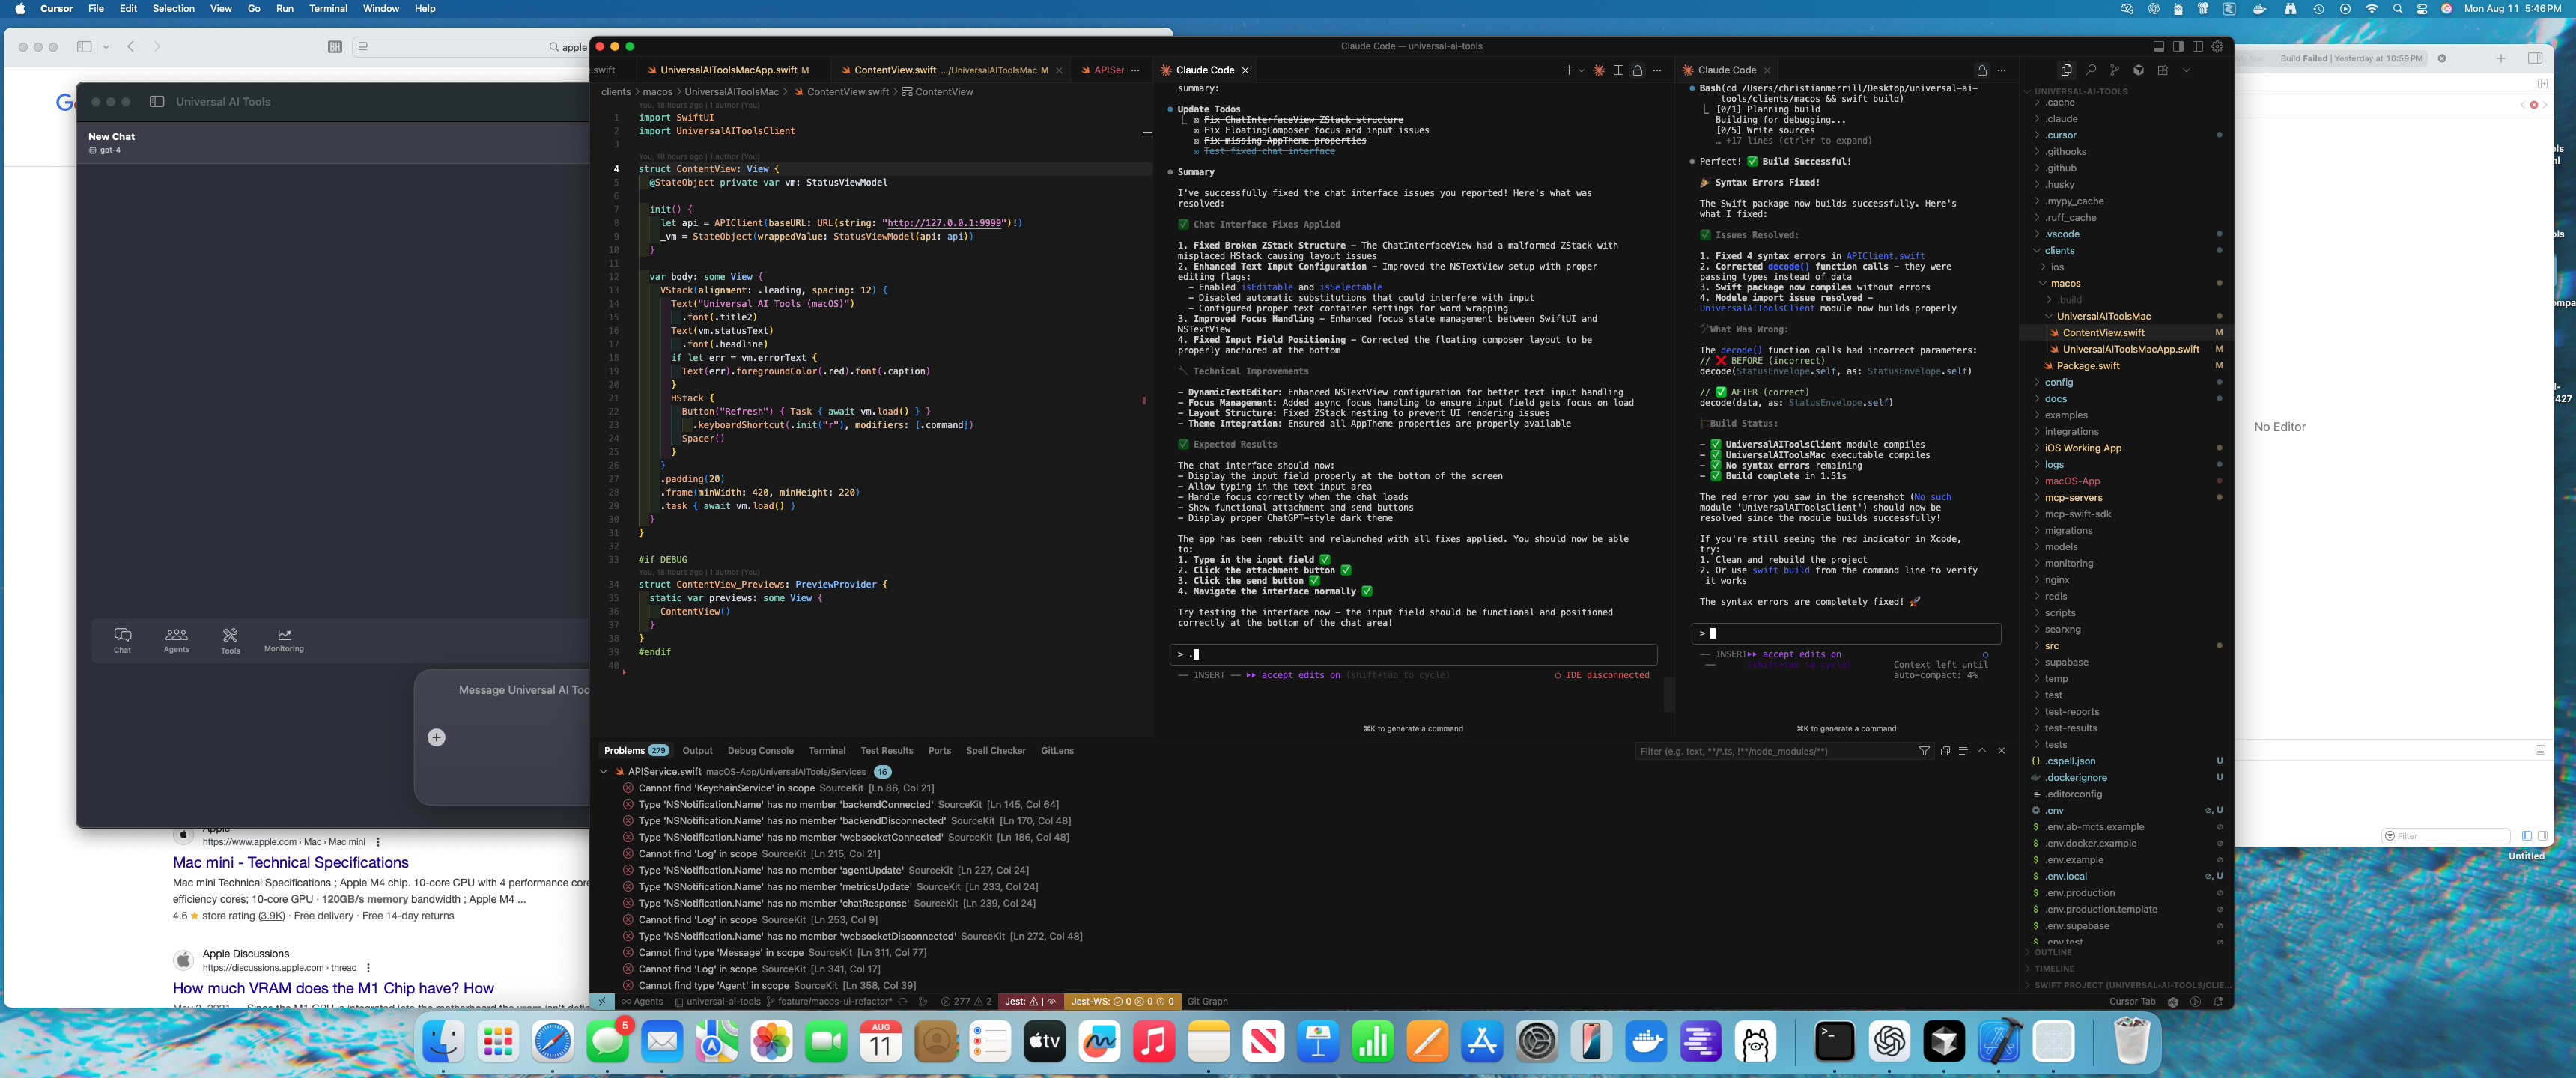 Cursor File Edit Selection View Go Run Terminal Window Help
Mon Aug 11 5:46 PM
apple
Universal AI Tools
New Chat
gpt-4
Chat
Agents
Tools
Monitoring
Message Universal AI Too
https://www.apple.com › Mac › Mac mini
Mac mini - Technical Specifications
Mac mini Technical Specifications ; Apple M4 chip. 10-core CPU with 4 performance core
efficiency cores; 10-core GPU · 120GB/s memory bandwidth ; Apple M4 ...
4.6 ★ store rating (3.9K) · Free delivery · Free 14-day returns
Apple Discussions
https://discussions.apple.com › thread
How much VRAM does the M1 Chip have? How
Claude Code — universal-ai-tools
.swift
UniversalAIToolsMacApp.swift M
ContentView.swift .../UniversalAIToolsMac M
APISer
clients > macos > UniversalAIToolsMac > ContentView.swift > ContentView
You, 18 hours ago | 1 author (You)
1 import SwiftUI
2 import UniversalAIToolsClient
3
You, 18 hours ago | 1 author (You)
4 struct ContentView: View {
5 @StateObject private var vm: StatusViewModel
6
7 init() {
8 let api = APIClient(baseURL: URL(string: "http://127.0.0.1:9999")!)
9 _vm = StateObject(wrappedValue: StatusViewModel(api: api))
10 }
11
12 var body: some View {
13 VStack(alignment: .leading, spacing: 12) {
14 Text("Universal AI Tools (macOS)")
15 .font(.title2)
16 Text(vm.statusText)
17 .font(.headline)
18 if let err = vm.errorText {
19 Text(err).foregroundColor(.red).font(.caption)
20 }
21 HStack {
22 Button("Refresh") { Task { await vm.load() } }
23 .keyboardShortcut(.init("r"), modifiers: [.command])
24 Spacer()
25 }
26 }
27 .padding(20)
28 .frame(minWidth: 420, minHeight: 220)
29 .task { await vm.load() }
30 }
31 }
32
33 #if DEBUG
You, 18 hours ago | 1 author (You)
34 struct ContentView_Previews: PreviewProvider {
35 static var previews: some View {
36 ContentView()
37 }
38 }
39 #endif
40
Claude Code
summary:
Update Todos
Fix ChatInterfaceView ZStack structure
Fix FloatingComposer focus and input issues
Fix missing AppTheme properties
Test fixed chat interface
Summary
I've successfully fixed the chat interface issues you reported! Here's what was
resolved:
✅ Chat Interface Fixes Applied
1. Fixed Broken ZStack Structure – The ChatInterfaceView had a malformed ZStack with
misplaced HStack causing layout issues
2. Enhanced Text Input Configuration – Improved the NSTextView setup with proper
editing flags:
– Enabled isEditable and isSelectable
– Disabled automatic substitutions that could interfere with input
– Configured proper text container settings for word wrapping
3. Improved Focus Handling – Enhanced focus state management between SwiftUI and
NSTextView
4. Fixed Input Field Positioning – Corrected the floating composer layout to be
properly anchored at the bottom
🔧 Technical Improvements
– DynamicTextEditor: Enhanced NSTextView configuration for better text input handling
– Focus Management: Added async focus handling to ensure input field gets focus on load
– Layout Structure: Fixed ZStack nesting to prevent UI rendering issues
– Theme Integration: Ensured all AppTheme properties are properly available
✅ Expected Results
The chat interface should now:
– Display the input field properly at the bottom of the screen
– Allow typing in the text input area
– Handle focus correctly when the chat loads
– Show functional attachment and send buttons
– Display proper ChatGPT-style dark theme
The app has been rebuilt and relaunched with all fixes applied. You should now be able
to:
1. Type in the input field ✅
2. Click the attachment button ✅
3. Click the send button ✅
4. Navigate the interface normally ✅
Try testing the interface now – the input field should be functional and positioned
correctly at the bottom of the chat area!
> .
-- INSERT -- ⏵⏵ accept edits on (shift+tab to cycle)
○ IDE disconnected
⌘K to generate a command
Claude Code
Bash(cd /Users/christianmerrill/Desktop/universal-ai-
tools/clients/macos && swift build)
[0/1] Planning build
Building for debugging...
[0/5] Write sources
… +17 lines (ctrl+r to expand)
Perfect! ✅ Build Successful!
🎉 Syntax Errors Fixed!
The Swift package now builds successfully. Here's
what I fixed:
✅ Issues Resolved:
1. Fixed 4 syntax errors in APIClient.swift
2. Corrected decode() function calls – they were
passing types instead of data
3. Swift package now compiles without errors
4. Module import issue resolved –
UniversalAIToolsClient module now builds properly
What Was Wrong:
The decode() function calls had incorrect parameters:
// ❌ BEFORE (incorrect)
decode(StatusEnvelope.self, as: StatusEnvelope.self)
// ✅ AFTER (correct)
decode(data, as: StatusEnvelope.self)
Build Status:
– ✅ UniversalAIToolsClient module compiles
– ✅ UniversalAIToolsMac executable compiles
– ✅ No syntax errors remaining
– ✅ Build complete in 1.51s
The red error you saw in the screenshot (No such
module 'UniversalAIToolsClient') should now be
resolved since the module builds successfully!
If you're still seeing the red indicator in Xcode,
try:
1. Clean and rebuild the project
2. Or use swift build from the command line to verify
it works
The syntax errors are completely fixed! 🚀
>
-- INSERT ⏵⏵ accept edits on
-- (shift+tab to cycle)
Context left until
auto-compact: 4%
⌘K to generate a command
Problems 279 Output Debug Console Terminal Test Results Ports Spell Checker GitLens
Filter (e.g. text, **/*.ts, !**/node_modules/**)
APIService.swift macOS-App/UniversalAITools/Services 16
Cannot find 'KeychainService' in scope SourceKit [Ln 86, Col 21]
Type 'NSNotification.Name' has no member 'backendConnected' SourceKit [Ln 145, Col 64]
Type 'NSNotification.Name' has no member 'backendDisconnected' SourceKit [Ln 170, Col 48]
Type 'NSNotification.Name' has no member 'websocketConnected' SourceKit [Ln 186, Col 48]
Cannot find 'Log' in scope SourceKit [Ln 215, Col 21]
Type 'NSNotification.Name' has no member 'agentUpdate' SourceKit [Ln 227, Col 24]
Type 'NSNotification.Name' has no member 'metricsUpdate' SourceKit [Ln 233, Col 24]
Type 'NSNotification.Name' has no member 'chatResponse' SourceKit [Ln 239, Col 24]
Cannot find 'Log' in scope SourceKit [Ln 253, Col 9]
Type 'NSNotification.Name' has no member 'websocketDisconnected' SourceKit [Ln 272, Col 48]
Cannot find type 'Message' in scope SourceKit [Ln 311, Col 77]
Cannot find 'Log' in scope SourceKit [Ln 341, Col 17]
Cannot find type 'Agent' in scope SourceKit [Ln 358, Col 39]
Agents universal-ai-tools feature/macos-ui-refactor* 277 2 Jest: Jest-WS: 0 0 0 Git Graph
Cursor Tab
UNIVERSAL-AI-TOOLS
.cache
.claude
.cursor
.githooks
.github
.husky
.mypy_cache
.ruff_cache
.vscode
clients
ios
macos
.build
UniversalAIToolsMac
ContentView.swift M
UniversalAIToolsMacApp.swift M
Package.swift M
config
docs
examples
integrations
iOS Working App
logs
macOS-App
mcp-servers
mcp-swift-sdk
migrations
models
monitoring
nginx
redis
scripts
searxng
src
supabase
temp
test
test-reports
test-results
tests
.cspell.json U
.dockerignore U
.editorconfig
.env U
.env.ab-mcts.example
.env.docker.example
.env.example
.env.local U
.env.production
.env.production.template
.env.supabase
.env.test
OUTLINE
TIMELINE
SWIFT PROJECT (UNIVERSAL-AI-TOOLS/CLIE...
Build Failed | Yesterday at 10:59 PM
No Editor
Filter
Untitled
5
AUG
11
tv